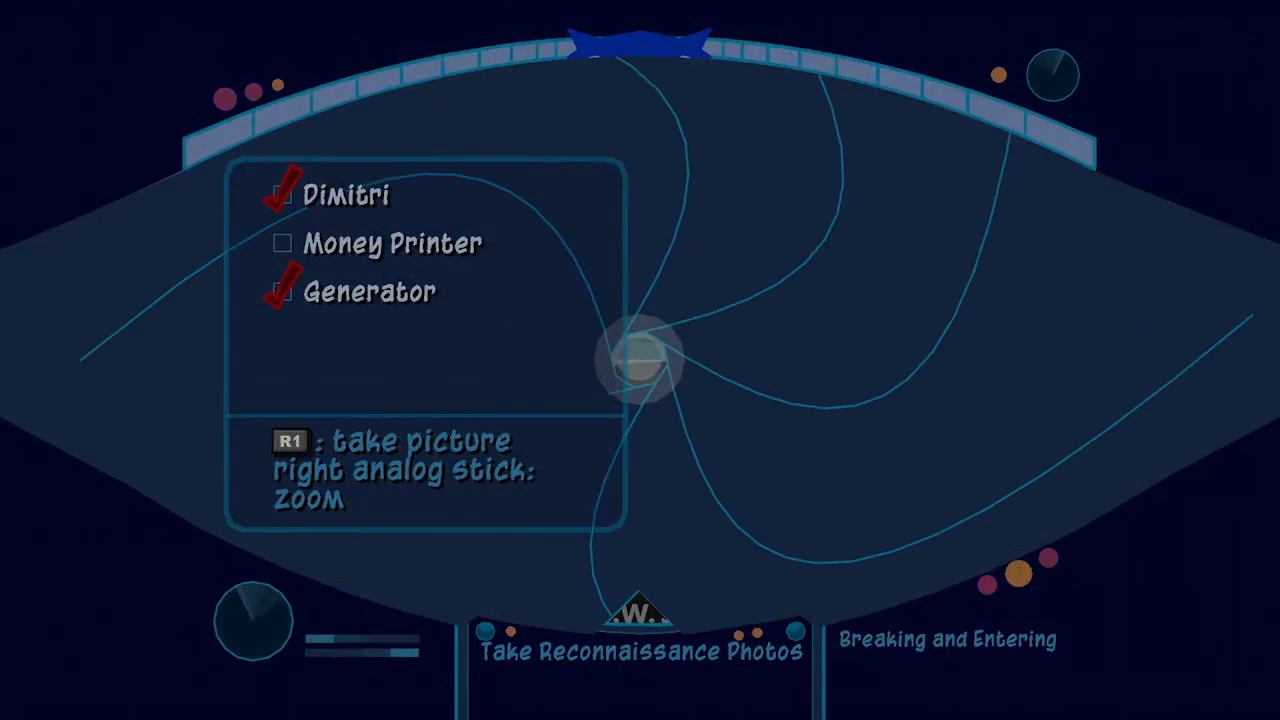 Dimitri
Money Printer
Generator
R1 : take picture
right analog stick:
zoom
.W.
Take Reconnaissance Photos
Breaking and Entering